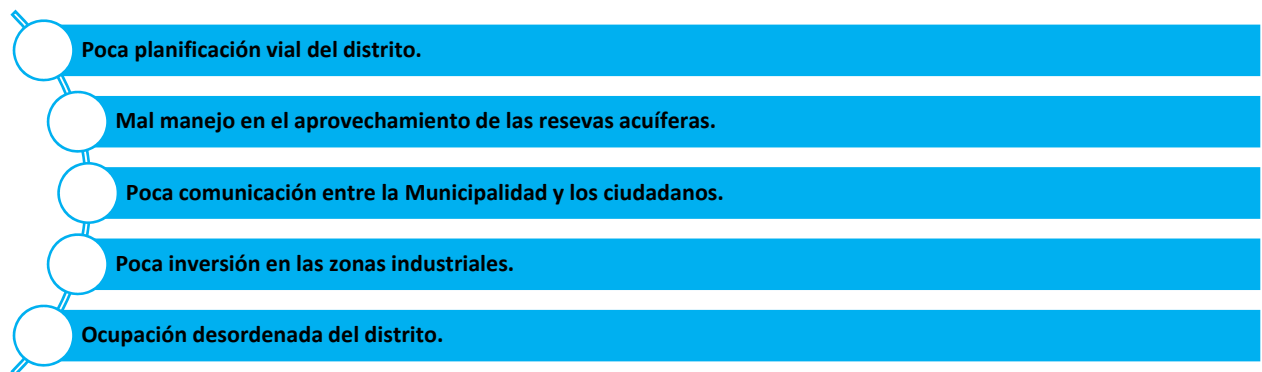 Poca planificación vial del distrito.
Mal manejo en el aprovechamiento de las resevas acuíferas.
Poca comunicación entre la Municipalidad y los ciudadanos.
Poca inversión en las zonas industriales.
Ocupación desordenada del distrito.